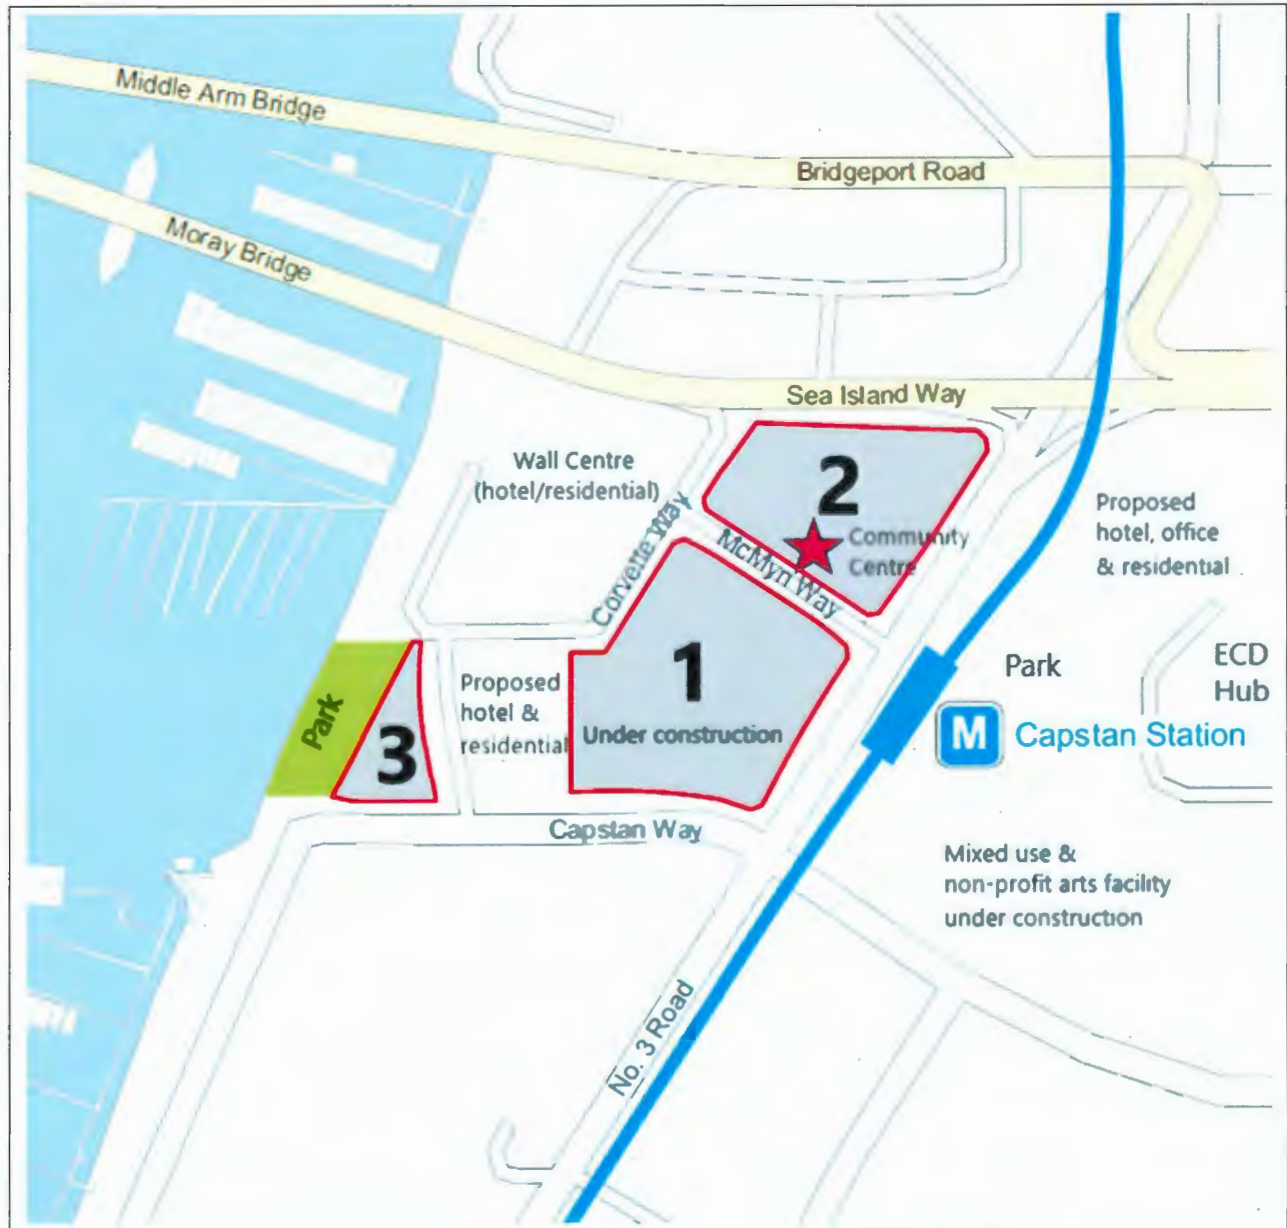 Middle Arm Bridge
Bridgeport Road
Moray Bridge
Sea Island Way
Wall Centre
(hotel/residential)
2
Community
Centre
Corvette Way
McMyn Way
Proposed
hotel, office
& residential
1
Under construction
Proposed
hotel &
residential
Park
3
Park
ECD
Hub
M
Capstan Station
Capstan Way
Mixed use &
non-profit arts facility
under construction
No. 3 Road